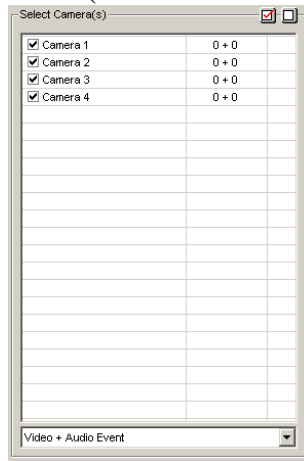 Select Camera(s)
Camera 1 0 + 0
Camera 2 0 + 0
Camera 3 0 + 0
Camera 4 0 + 0
Video + Audio Event